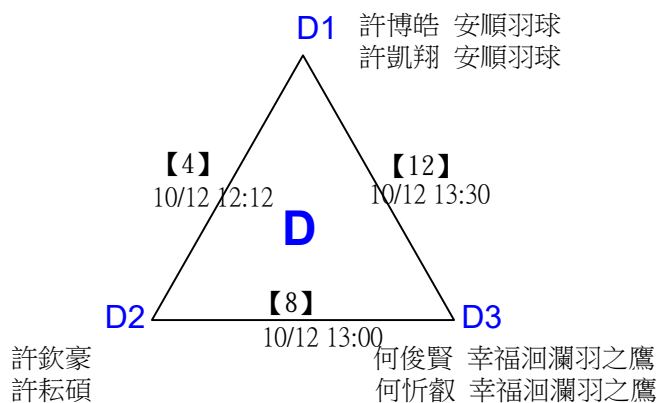 D1 許博皓 安順羽球
許凱翔 安順羽球
【4】
10/12 12:12
【12】
10/12 13:30
D
【8】
10/12 13:00
D2
D3
許欽豪
許耘碩
何俊賢 幸福洄瀾羽之鷹
何忻叡 幸福洄瀾羽之鷹